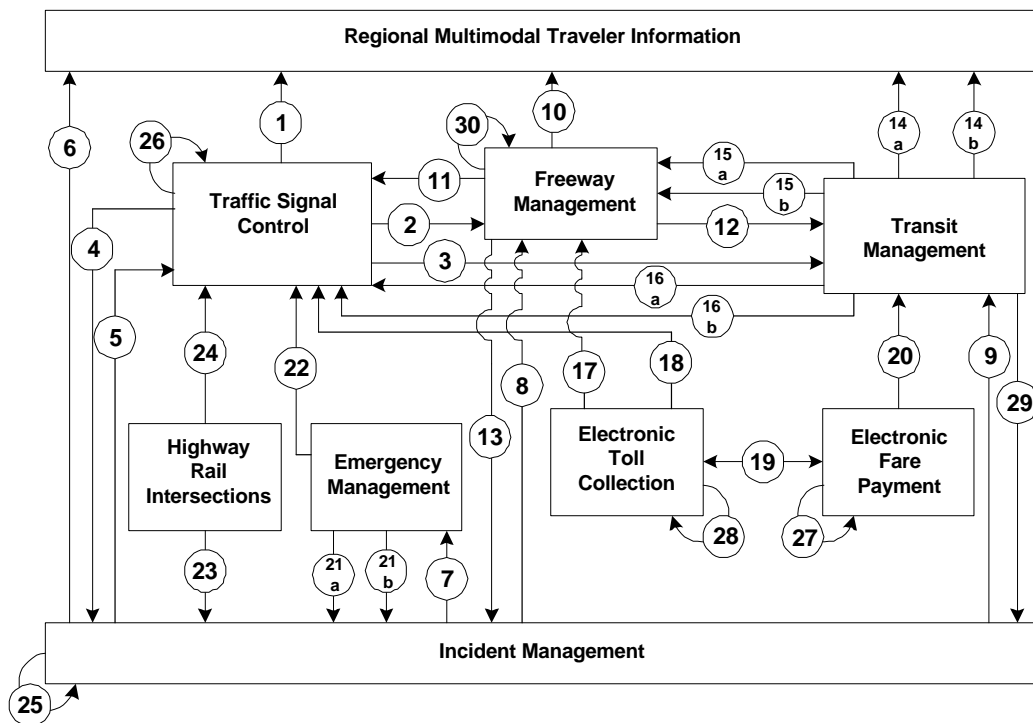 Regional Multimodal Traveler Information
1
10
14
a
14
b
6
26
30
15
a
11
Freeway
Management
15
b
Traffic Signal
Control
2
12
Transit
Management
4
3
16
a
16
b
5
24
22
8
17
18
20
9
29
13
Highway
Rail
Intersections
Emergency
Management
Electronic
Toll
Collection
19
Electronic
Fare
Payment
28
27
23
21
a
21
b
7
Incident Management
25